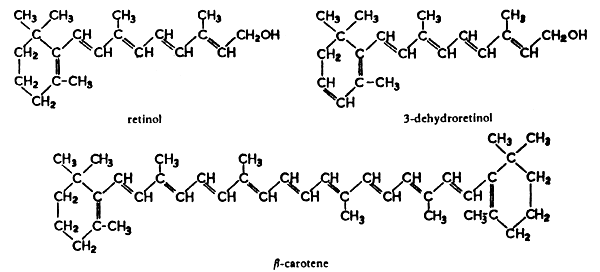 CH₃ CH₃ CH₃ CH₃
CH CH CH₂OH
CH₂ CH CH CH CH
CH₂ CH₃
CH₂
retinol
CH₃ CH₃ CH₃ CH₃
CH CH CH₂OH
CH₂ CH CH CH CH
CH CH₃
CH
3-dehydroretinol
CH₃ CH₃
CH₃ CH₃ CH₃ CH₃
CH CH CH CH CH CH CH CH₂
CH₂ CH CH CH CH CH CH CH
CH₂ CH₃ CH₃ CH₃ CH₃ CH₂
CH₂ CH₂
β-carotene